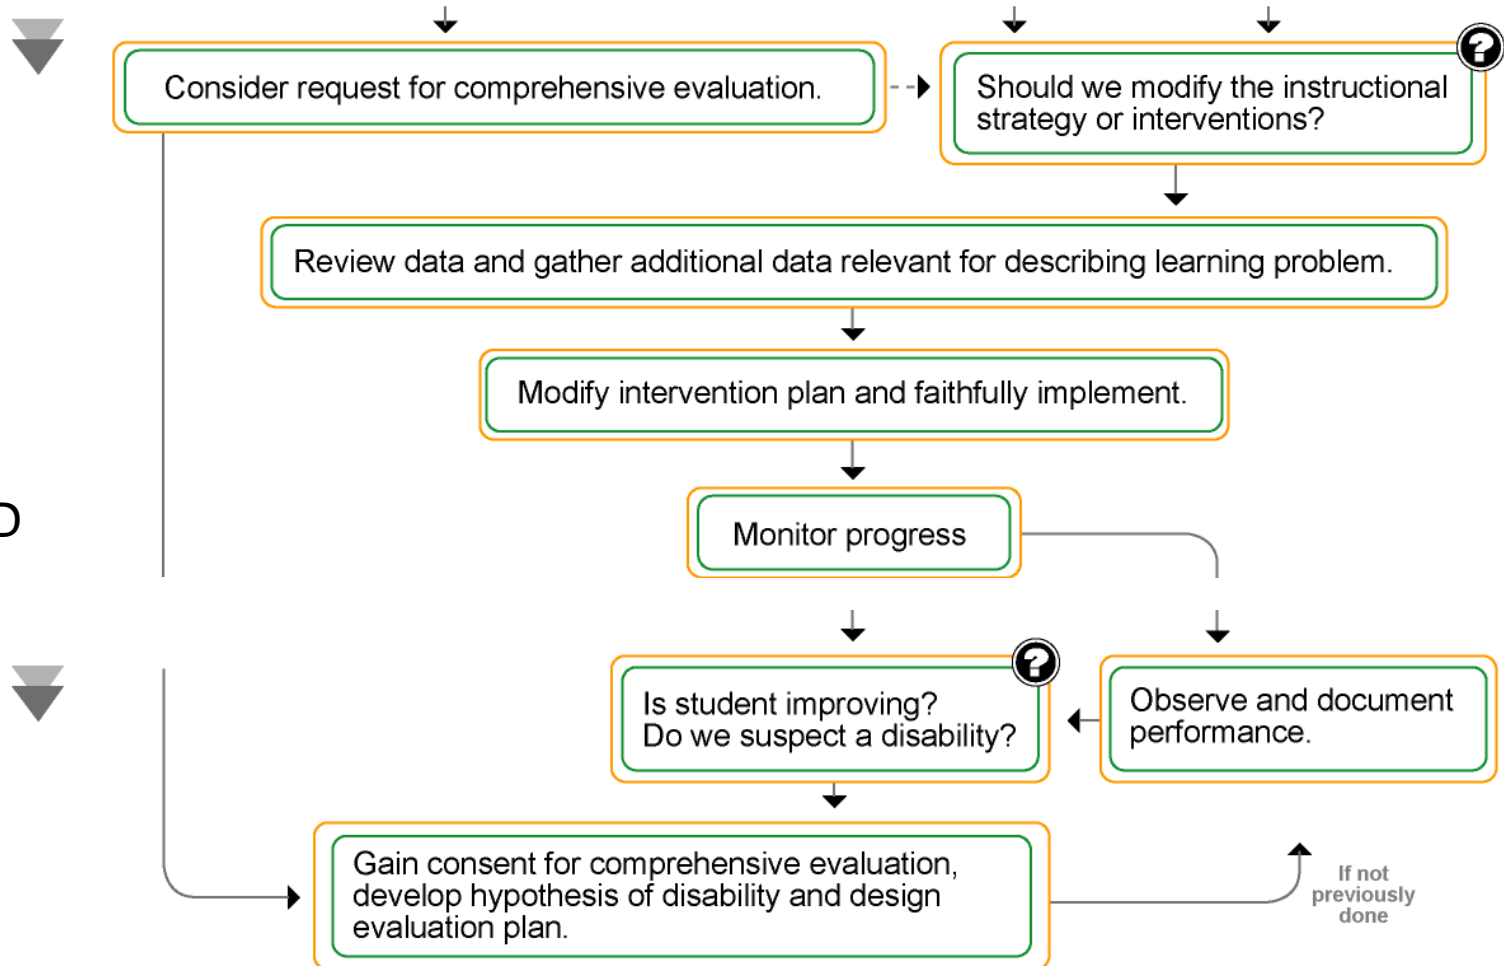 Consider request for comprehensive evaluation.
?
Should we modify the instructional
strategy or interventions?
Review data and gather additional data relevant for describing learning problem.
Modify intervention plan and faithfully implement.
D
Monitor progress
?
Is student improving?
Do we suspect a disability?
Observe and document
performance.
Gain consent for comprehensive evaluation,
develop hypothesis of disability and design
evaluation plan.
If not
previously
done